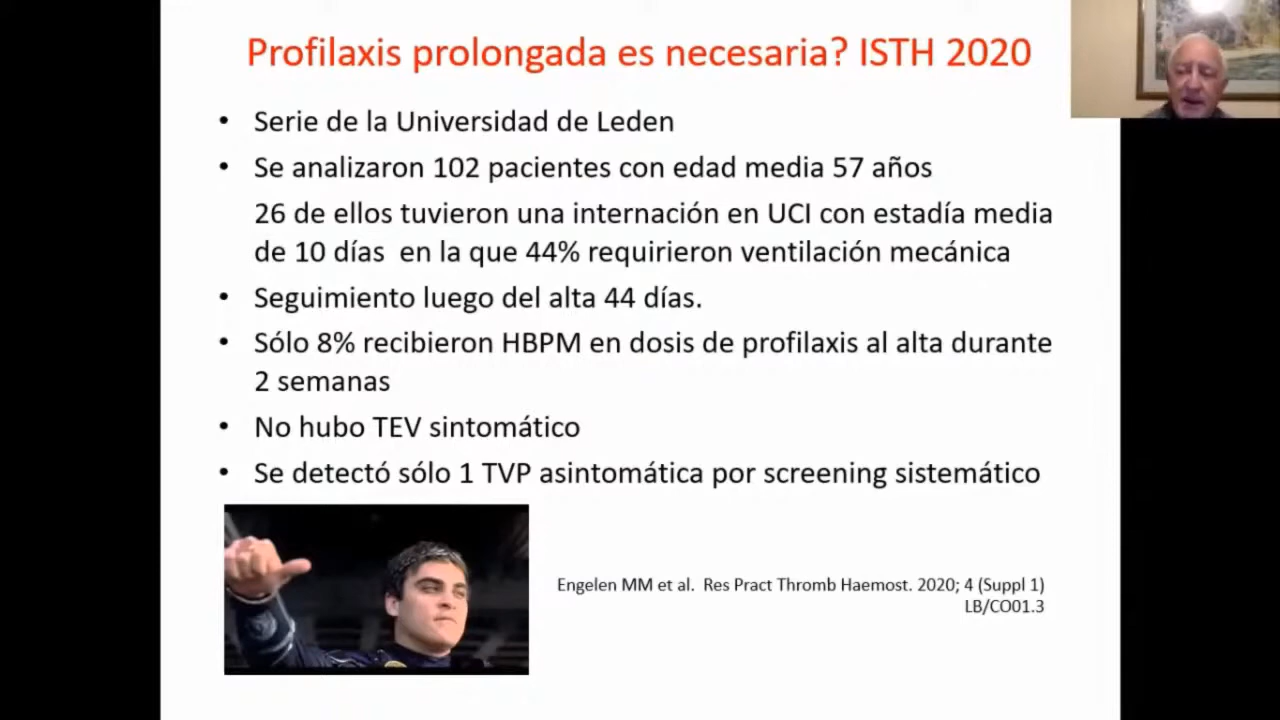 Profilaxis prolongada es necesaria? ISTH 2020
• Serie de la Universidad de Leden
• Se analizaron 102 pacientes con edad media 57 años
26 de ellos tuvieron una internación en UCI con estadía media
de 10 días en la que 44% requirieron ventilación mecánica
• Seguimiento luego del alta 44 días.
• Sólo 8% recibieron HBPM en dosis de profilaxis al alta durante
2 semanas
• No hubo TEV sintomático
• Se detectó sólo 1 TVP asintomática por screening sistemático
Engelen MM et al. Res Pract Thromb Haemost. 2020; 4 (Suppl 1)
LB/CO01.3